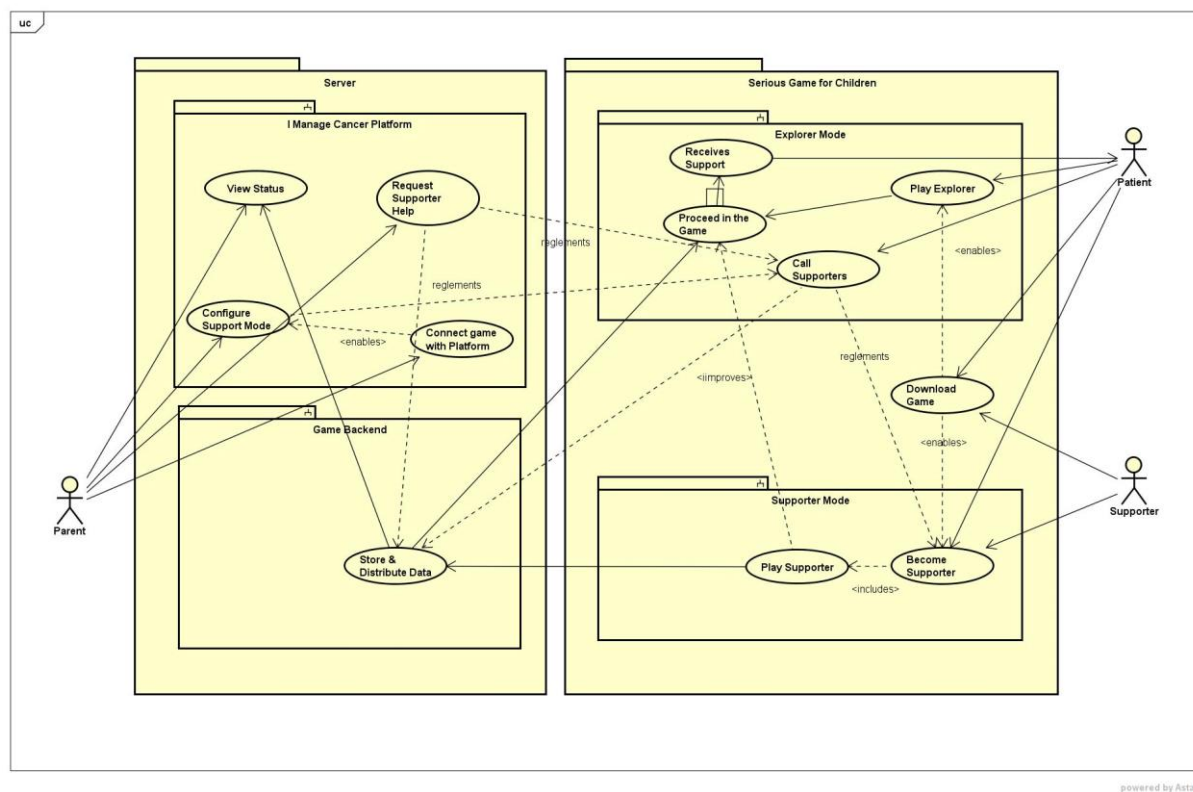 uc
Server
Serious Game for Children
I Manage Cancer Platform
Explorer Mode
View Status
Request
Supporter
Help
Receives
Support
Play Explorer
Patient
Proceed in the
Game
reglements
Call
Supporters
<enables>
reglements
Configure
Support Mode
<enables>
Connect game
with Platform
reglements
<iimproves>
Download
Game
Game Backend
<enables>
Supporter Mode
Parent
Supporter
Store &
Distribute Data
Play Supporter
Become
Supporter
<includes>
powered by Asta